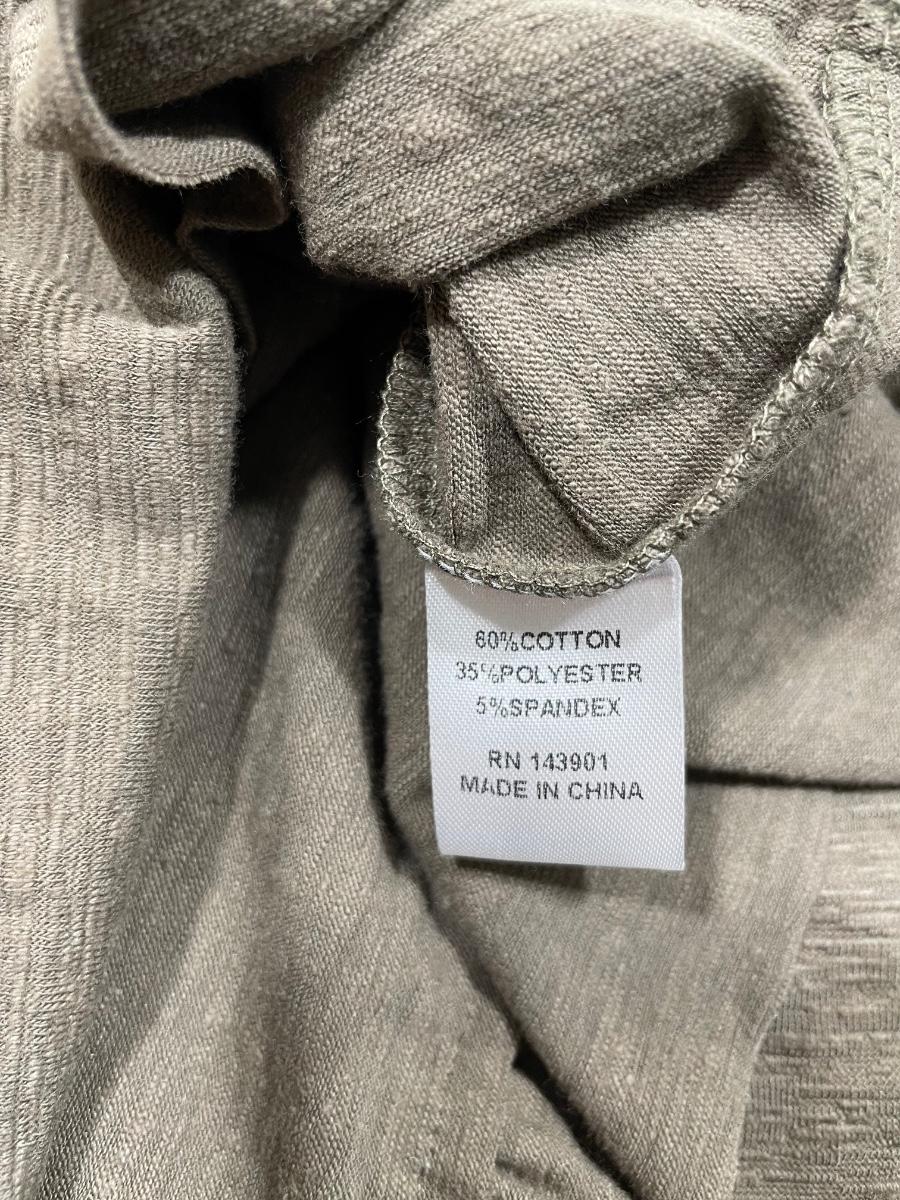 60%COTTON
35%POLYESTER
5%SPANDEX
RN 143901
MADE IN CHINA